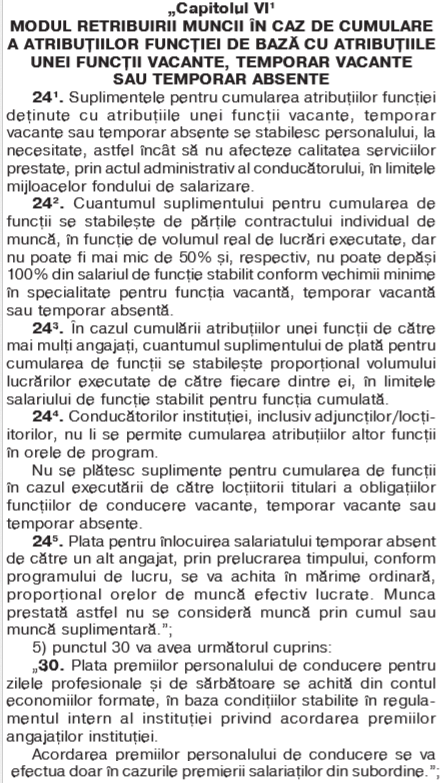 „Capitolul VI¹
MODUL RETRIBUIRII MUNCII ÎN CAZ DE CUMULARE
A ATRIBUȚIILOR FUNCȚIEI DE BAZĂ CU ATRIBUȚIILE
UNEI FUNCȚII VACANTE, TEMPORAR VACANTE
SAU TEMPORAR ABSENTE
24¹. Suplimentele pentru cumularea atribuțiilor funcției
deținute cu atribuțiile unei funcții vacante, temporar
vacante sau temporar absente se stabilesc personalului, la
necesitate, astfel încât să nu afecteze calitatea serviciilor
prestate, prin actul administrativ al conducătorului, în limitele
mijloacelor fondului de salarizare.
24². Cuantumul suplimentului pentru cumularea de
funcții se stabilește de părțile contractului individual de
muncă, în funcție de volumul real de lucrări executate, dar
nu poate fi mai mic de 50% și, respectiv, nu poate depăși
100% din salariul de funcție stabilit conform vechimii minime
în specialitate pentru funcția vacantă, temporar vacantă
sau temporar absentă.
24³. În cazul cumulării atribuțiilor unei funcții de către
mai mulți angajați, cuantumul suplimentului de plată pentru
cumularea de funcții se stabilește proporțional volumului
lucrărilor executate de către fiecare dintre ei, în limitele
salariului de funcție stabilit pentru funcția cumulată.
24⁴. Conducătorilor instituției, inclusiv adjuncților/locți-
itorilor, nu li se permite cumularea atribuțiilor altor funcții
în orele de program.
Nu se plătesc suplimente pentru cumularea de funcții
în cazul executării de către locțiitorii titulari a obligațiilor
funcțiilor de conducere vacante, temporar vacante sau
temporar absente.
24⁵. Plata pentru înlocuirea salariatului temporar absent
de către un alt angajat, prin prelucrarea timpului, conform
programului de lucru, se va achita în mărime ordinară,
proporțional orelor de muncă efectiv lucrate. Munca
prestată astfel nu se consideră muncă prin cumul sau
muncă suplimentară.”;
5) punctul 30 va avea următorul cuprins:
„30. Plata premiilor personalului de conducere pentru
zilele profesionale și de sărbătoare se achită din contul
economiilor formate, în baza condițiilor stabilite în regula-
mentul intern al instituției privind acordarea premiilor
angajaților instituției.
Acordarea premiilor personalului de conducere se va
efectua doar în cazurile premierii salariaților din subordine.”;